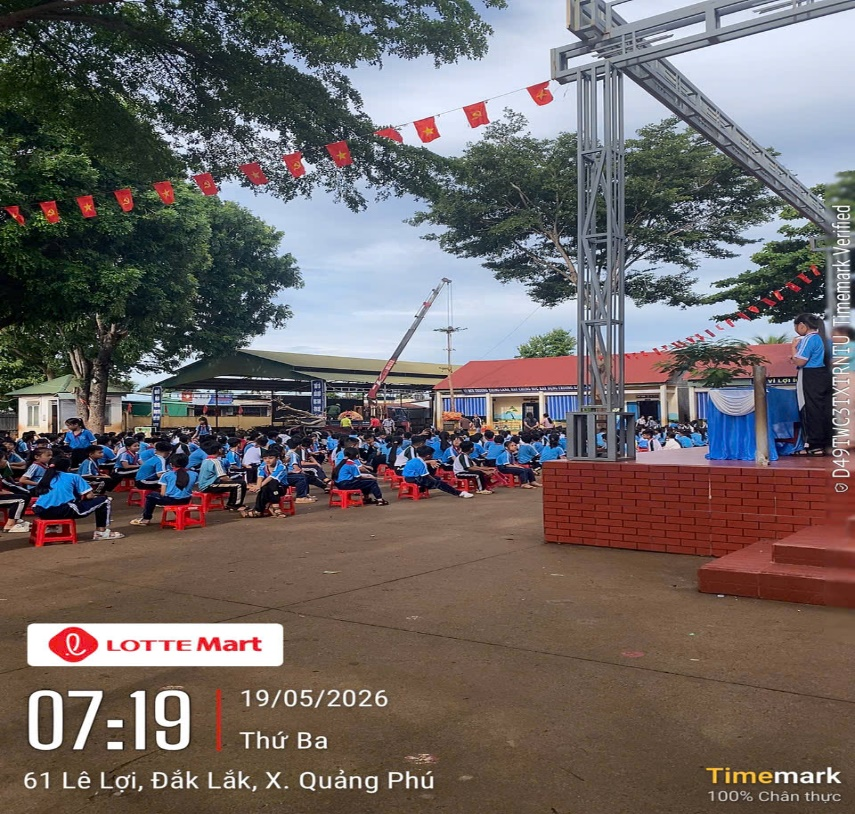 LOTTE Mart
07:19
19/05/2026
Thứ Ba
61 Lê Lợi, Đắk Lắk, X. Quảng Phú
Timemark
100% Chân thực
D49TWC3TXTRNTU Timemark Verified